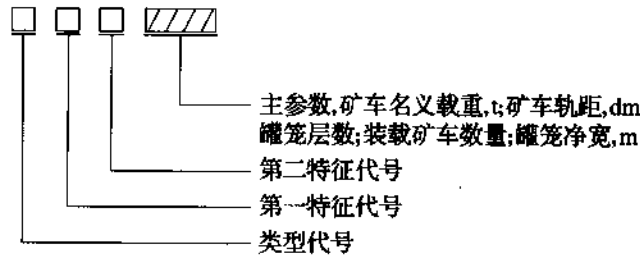 主参数,矿车名义载重,t;矿车轨距,dm
罐笼层数;装载矿车数量;罐笼净宽,m
第二特征代号
第一特征代号
类型代号